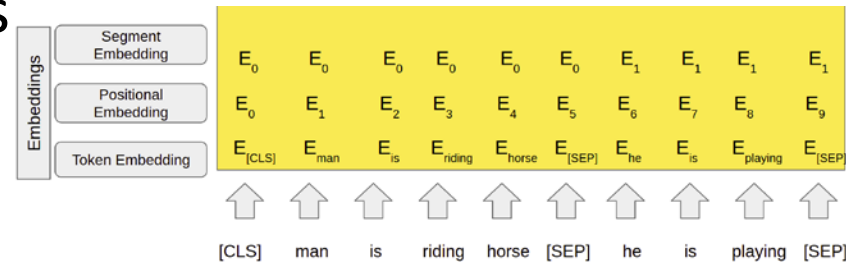 s
Embeddings
Segment
Embedding
E0 E0 E0 E0 E0 E0 E1 E1 E1 E1
Positional
Embedding
E0 E1 E2 E3 E4 E5 E6 E7 E8 E9
Token Embedding
E[CLS] Eman Eis Eriding Ehorse E[SEP] Ehe Eis Eplaying E[SEP]
[CLS] man is riding horse [SEP] he is playing [SEP]